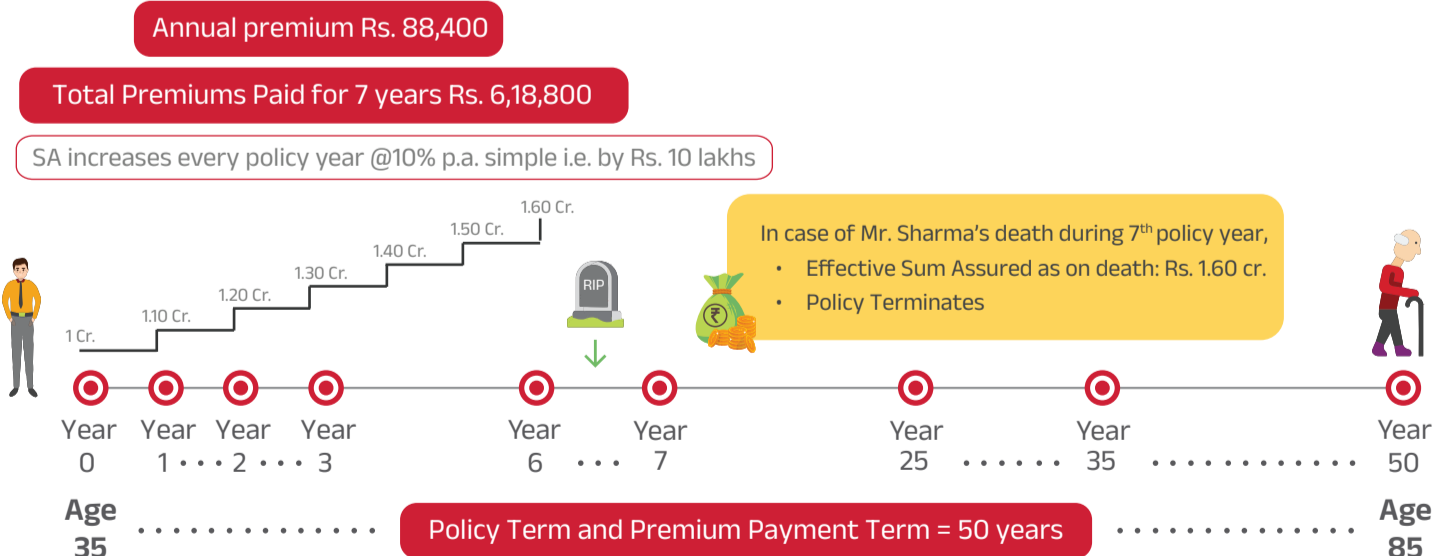 Annual premium Rs. 88,400
Total Premiums Paid for 7 years Rs. 6,18,800
SA increases every policy year @10% p.a. simple i.e. by Rs. 10 lakhs
1 Cr.
1.10 Cr.
1.20 Cr.
1.30 Cr.
1.40 Cr.
1.50 Cr.
1.60 Cr.
RIP
₹
In case of Mr. Sharma's death during 7th policy year,
• Effective Sum Assured as on death: Rs. 1.60 cr.
• Policy Terminates
Year Year Year Year Year Year Year Year Year
0 1 • • • 2 • • • 3 6 • • • 7 25 • • • • • • 35 • • • • • • • • • • • • 50
Age Age
35 • • • • • • • • • • • • Policy Term and Premium Payment Term = 50 years • • • • • • • • • • • • 85